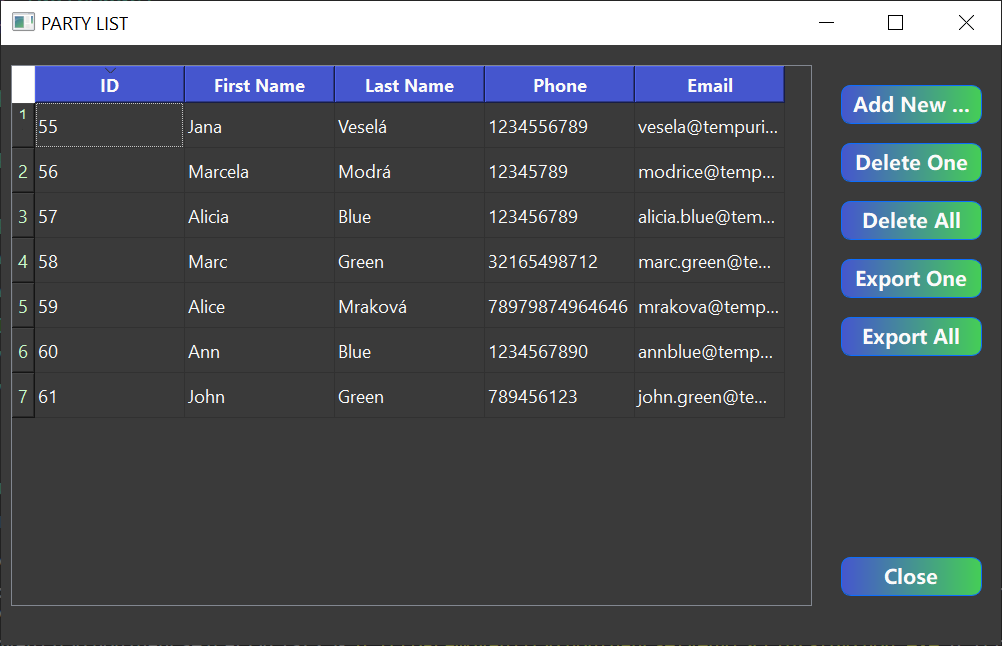 PARTY LIST
ID First Name Last Name Phone Email
1 55 Jana Veselá 1234556789 vesela@tempuri...
2 56 Marcela Modrá 12345789 modrice@temp...
3 57 Alicia Blue 123456789 alicia.blue@tem...
4 58 Marc Green 32165498712 marc.green@te...
5 59 Alice Mraková 78979874964646 mrakova@temp...
6 60 Ann Blue 1234567890 annblue@temp...
7 61 John Green 789456123 john.green@te...
Add New ...
Delete One
Delete All
Export One
Export All
Close